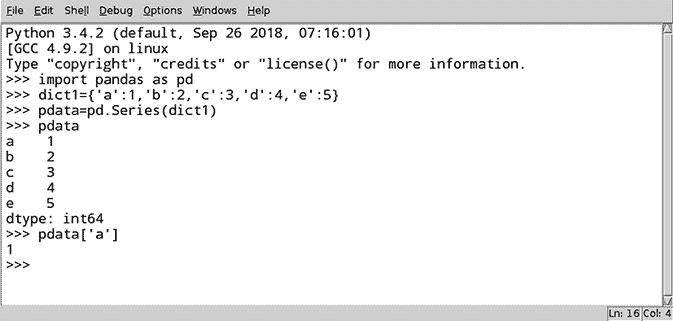 File Edit Shell Debug Options Windows Help
Python 3.4.2 (default, Sep 26 2018, 07:16:01)
[GCC 4.9.2] on linux
Type "copyright", "credits" or "license()" for more information.
>>> import pandas as pd
>>> dict1={'a':1,'b':2,'c':3,'d':4,'e':5}
>>> pdata=pd.Series(dict1)
>>> pdata
a    1
b    2
c    3
d    4
e    5
dtype: int64
>>> pdata['a']
1
>>>
Ln: 16 Col: 4